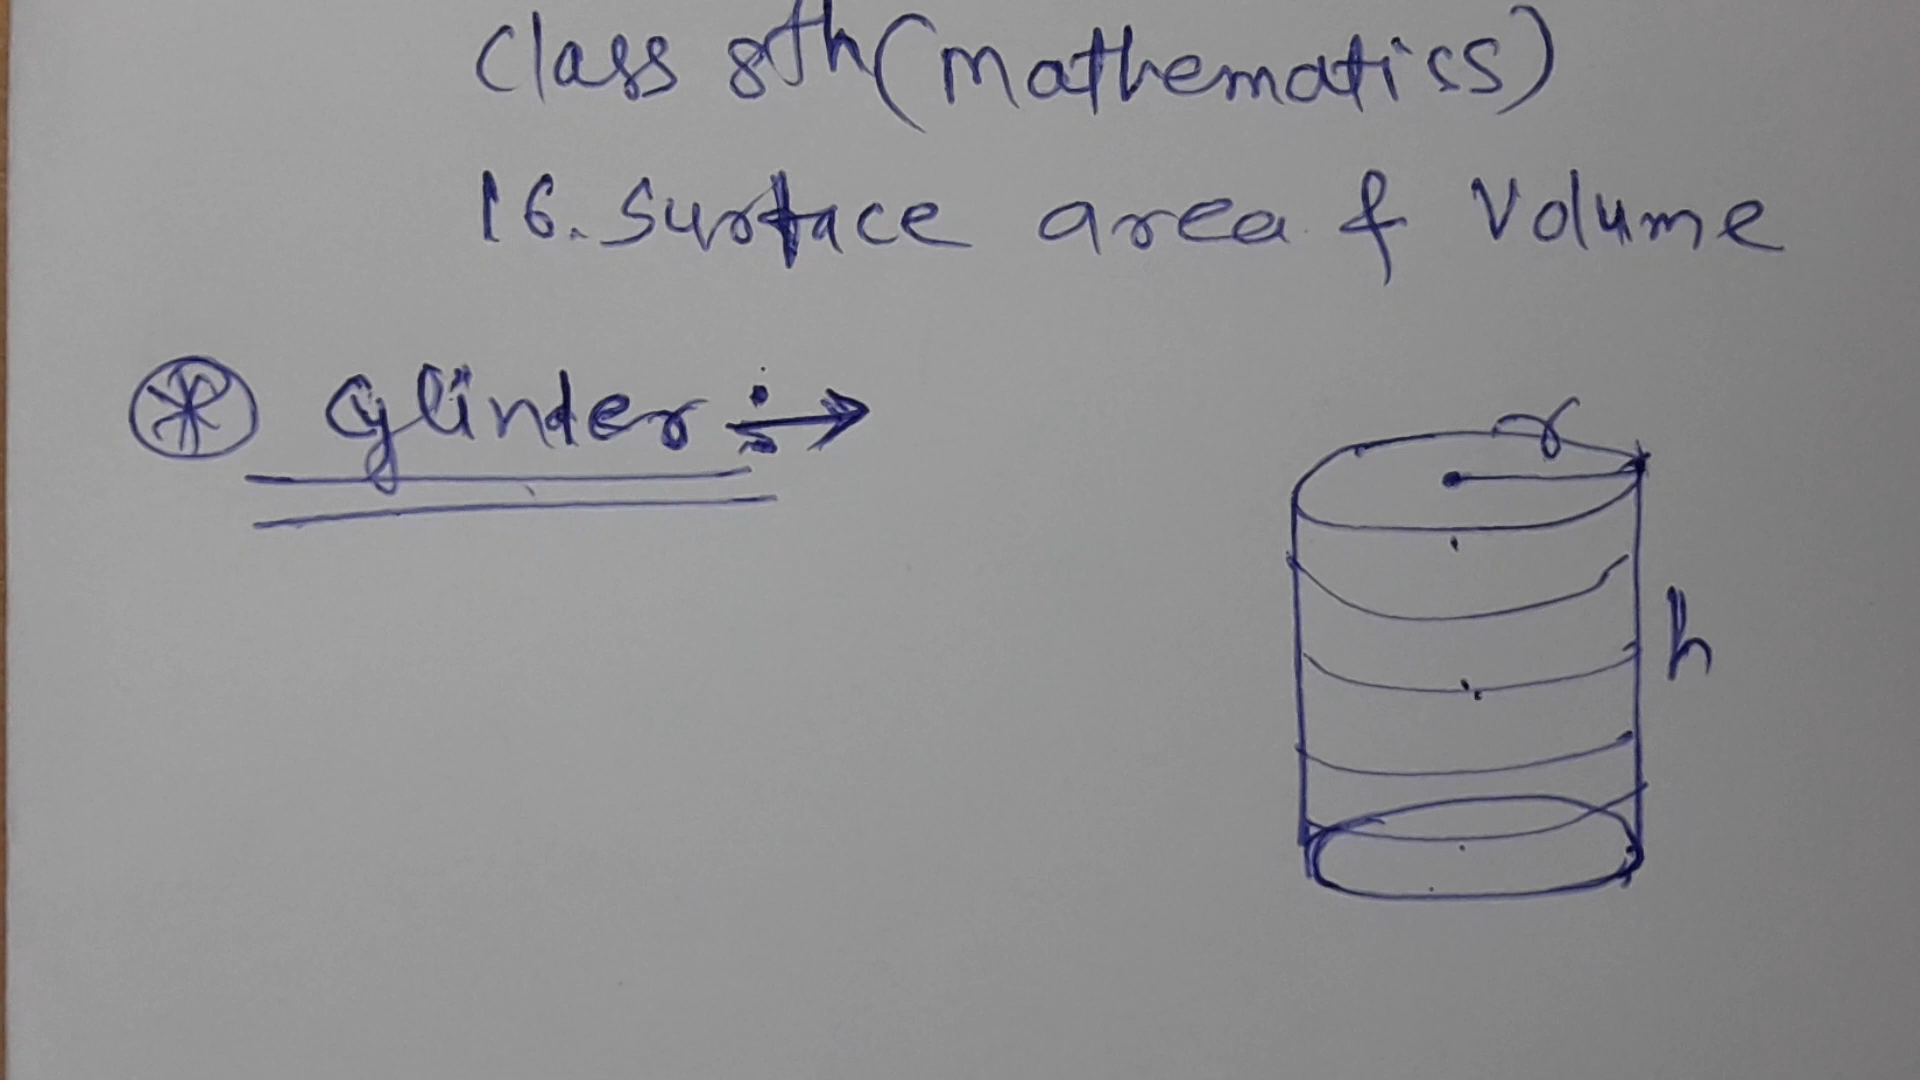 Class 8th (Mathematics)
16. Surface area & Volume
Cylinder :→
r
h